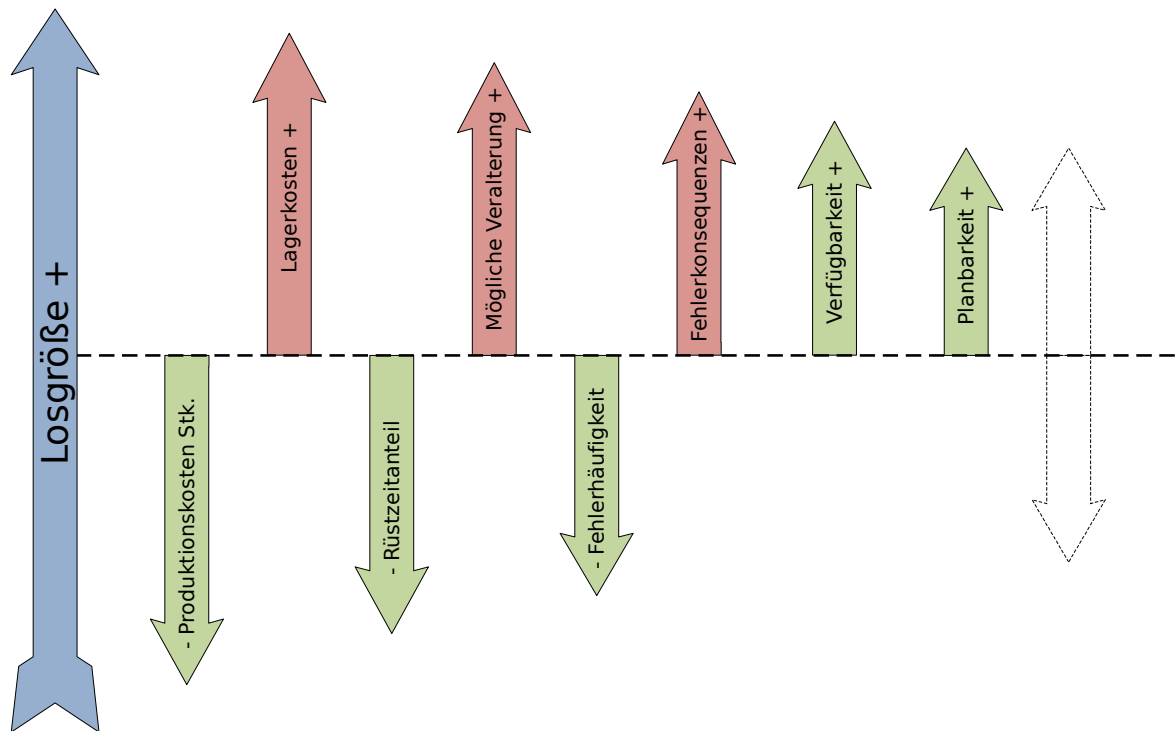 Losgröße +
- Produktionskosten Stk.
Lagerkosten +
- Rüstzeitanteil
Mögliche Veralterung +
- Fehlerhäufigkeit
Fehlerkonsequenzen +
Verfügbarkeit +
Planbarkeit +